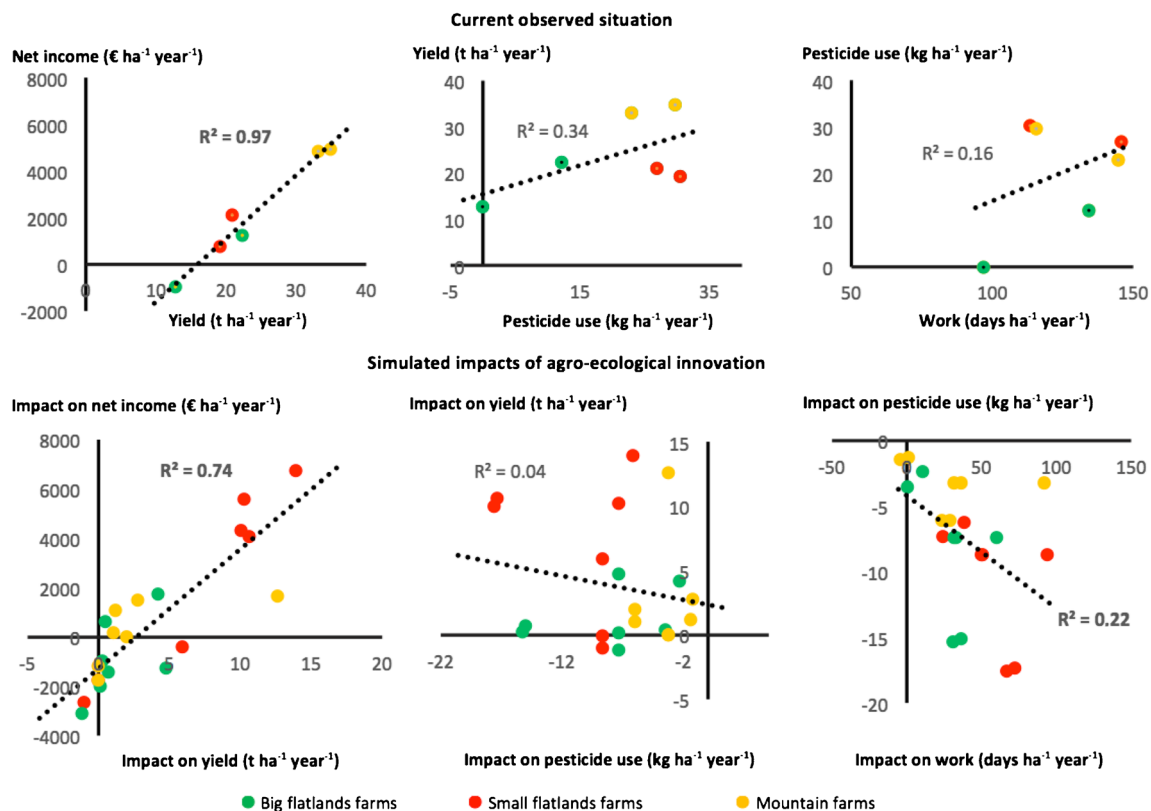 Current observed situation
Net income (€ ha⁻¹ year⁻¹)
8000
6000
4000
2000
0
-2000
0
10
20
30
40
R² = 0.97
Yield (t ha⁻¹ year⁻¹)
Yield (t ha⁻¹ year⁻¹)
40
30
20
10
0
-5
15
35
R² = 0.34
Pesticide use (kg ha⁻¹ year⁻¹)
Pesticide use (kg ha⁻¹ year⁻¹)
40
30
20
10
0
50
100
150
R² = 0.16
Work (days ha⁻¹ year⁻¹)
Simulated impacts of agro-ecological innovation
Impact on net income (€ ha⁻¹ year⁻¹)
8000
6000
4000
2000
0
-2000
-4000
-5
0
5
10
15
20
R² = 0.74
Impact on yield (t ha⁻¹ year⁻¹)
Impact on yield (t ha⁻¹ year⁻¹)
15
10
5
0
-5
-22
-12
-2
-2
R² = 0.04
Impact on pesticide use (kg ha⁻¹ year⁻¹)
Impact on pesticide use (kg ha⁻¹ year⁻¹)
0
-5
-10
-15
-20
-50
0
50
100
150
R² = 0.22
Impact on work (days ha⁻¹ year⁻¹)
Big flatlands farms
Small flatlands farms
Mountain farms